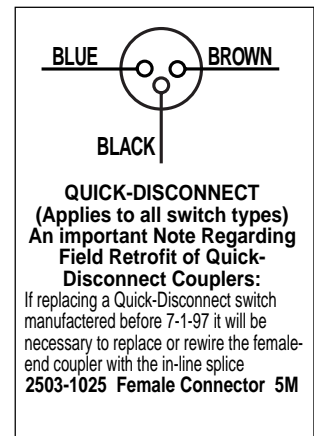 BLUE BROWN
BLACK
QUICK-DISCONNECT
(Applies to all switch types)
An important Note Regarding
Field Retrofit of Quick-
Disconnect Couplers:
If replacing a Quick-Disconnect switch
manufactered before 7-1-97 it will be
necessary to replace or rewire the female-
end coupler with the in-line splice
2503-1025 Female Connector 5M